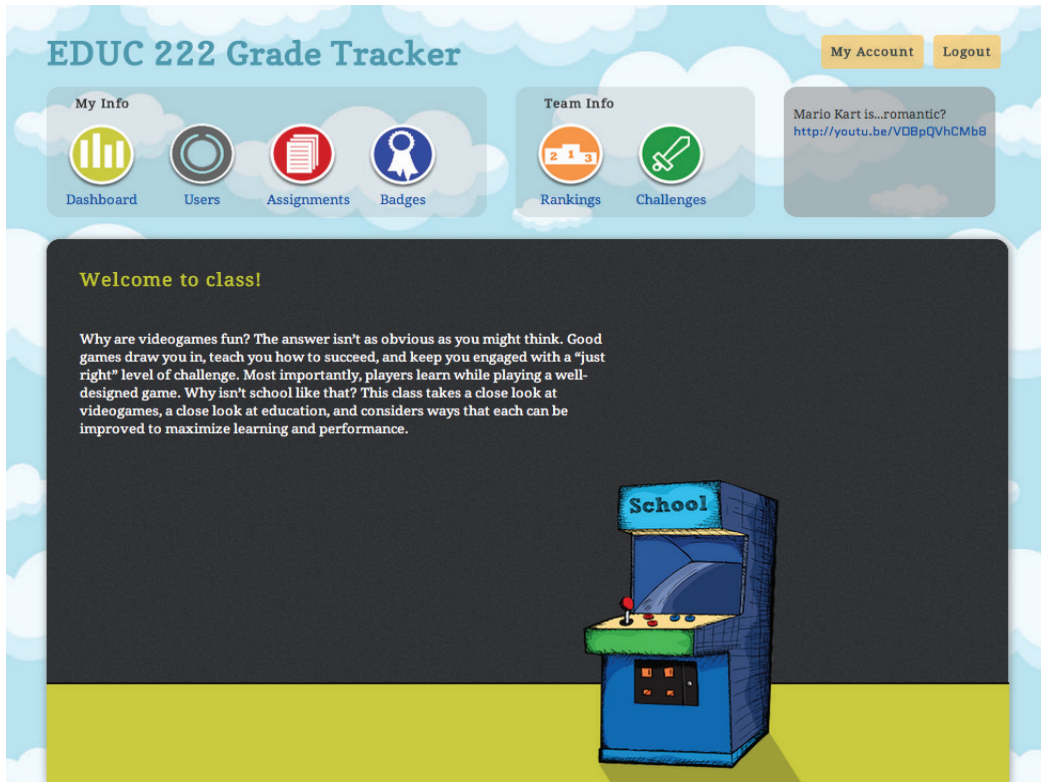 EDUC 222 Grade Tracker
My Account Logout
My Info
Dashboard Users Assignments Badges
Team Info
2 1 3
Rankings Challenges
Mario Kart is...romantic?
http://youtu.be/VDBpQVhCMb8
Welcome to class!
Why are videogames fun? The answer isn’t as obvious as you might think. Good
games draw you in, teach you how to succeed, and keep you engaged with a “just
right” level of challenge. Most importantly, players learn while playing a well-
designed game. Why isn’t school like that? This class takes a close look at
videogames, a close look at education, and considers ways that each can be
improved to maximize learning and performance.
School